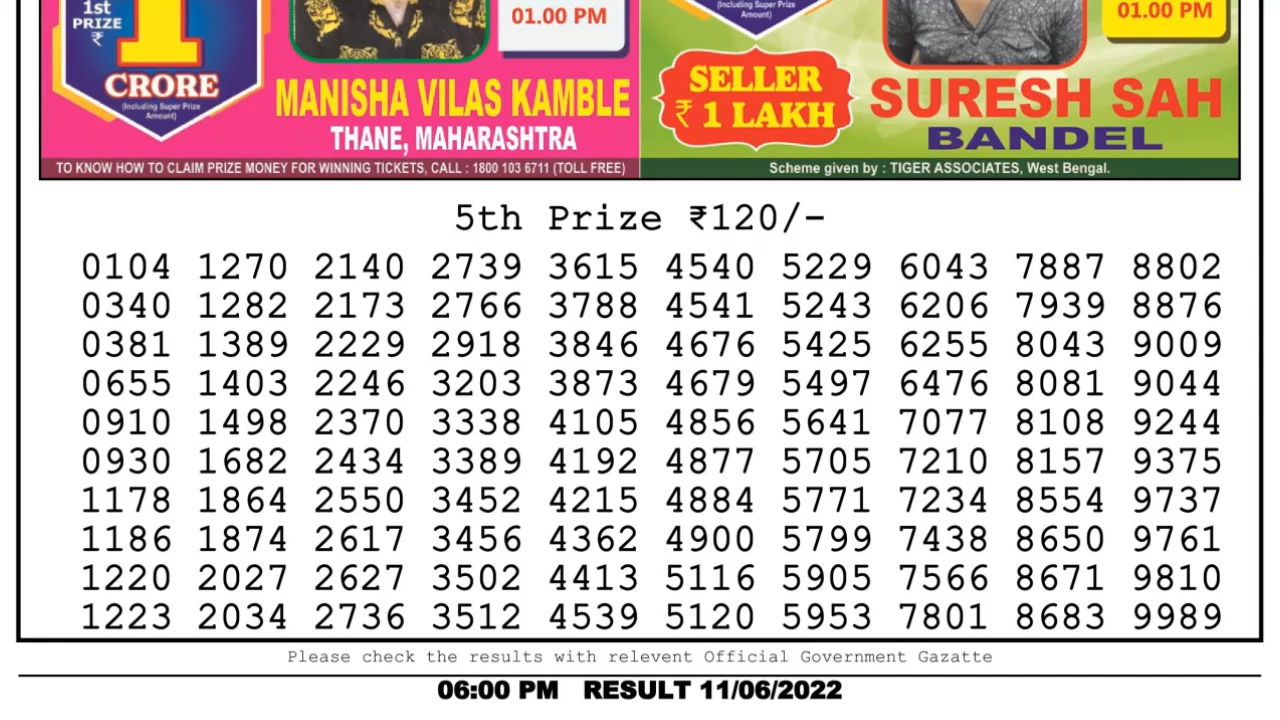 1st
PRIZE
₹
1
CRORE
(Including Super Prize
Amount)
01.00 PM
MANISHA VILAS KAMBLE
THANE, MAHARASHTRA
TO KNOW HOW TO CLAIM PRIZE MONEY FOR WINNING TICKETS, CALL : 1800 103 6711 (TOLL FREE)
(Including Super Prize
Amount)
01.00 PM
SELLER
₹ 1 LAKH
SURESH SAH
BANDEL
Scheme given by : TIGER ASSOCIATES, West Bengal.
5th Prize ₹120/-
0104 1270 2140 2739 3615 4540 5229 6043 7887 8802
0340 1282 2173 2766 3788 4541 5243 6206 7939 8876
0381 1389 2229 2918 3846 4676 5425 6255 8043 9009
0655 1403 2246 3203 3873 4679 5497 6476 8081 9044
0910 1498 2370 3338 4105 4856 5641 7077 8108 9244
0930 1682 2434 3389 4192 4877 5705 7210 8157 9375
1178 1864 2550 3452 4215 4884 5771 7234 8554 9737
1186 1874 2617 3456 4362 4900 5799 7438 8650 9761
1220 2027 2627 3502 4413 5116 5905 7566 8671 9810
1223 2034 2736 3512 4539 5120 5953 7801 8683 9989
Please check the results with relevent Official Government Gazatte
06:00 PM RESULT 11/06/2022